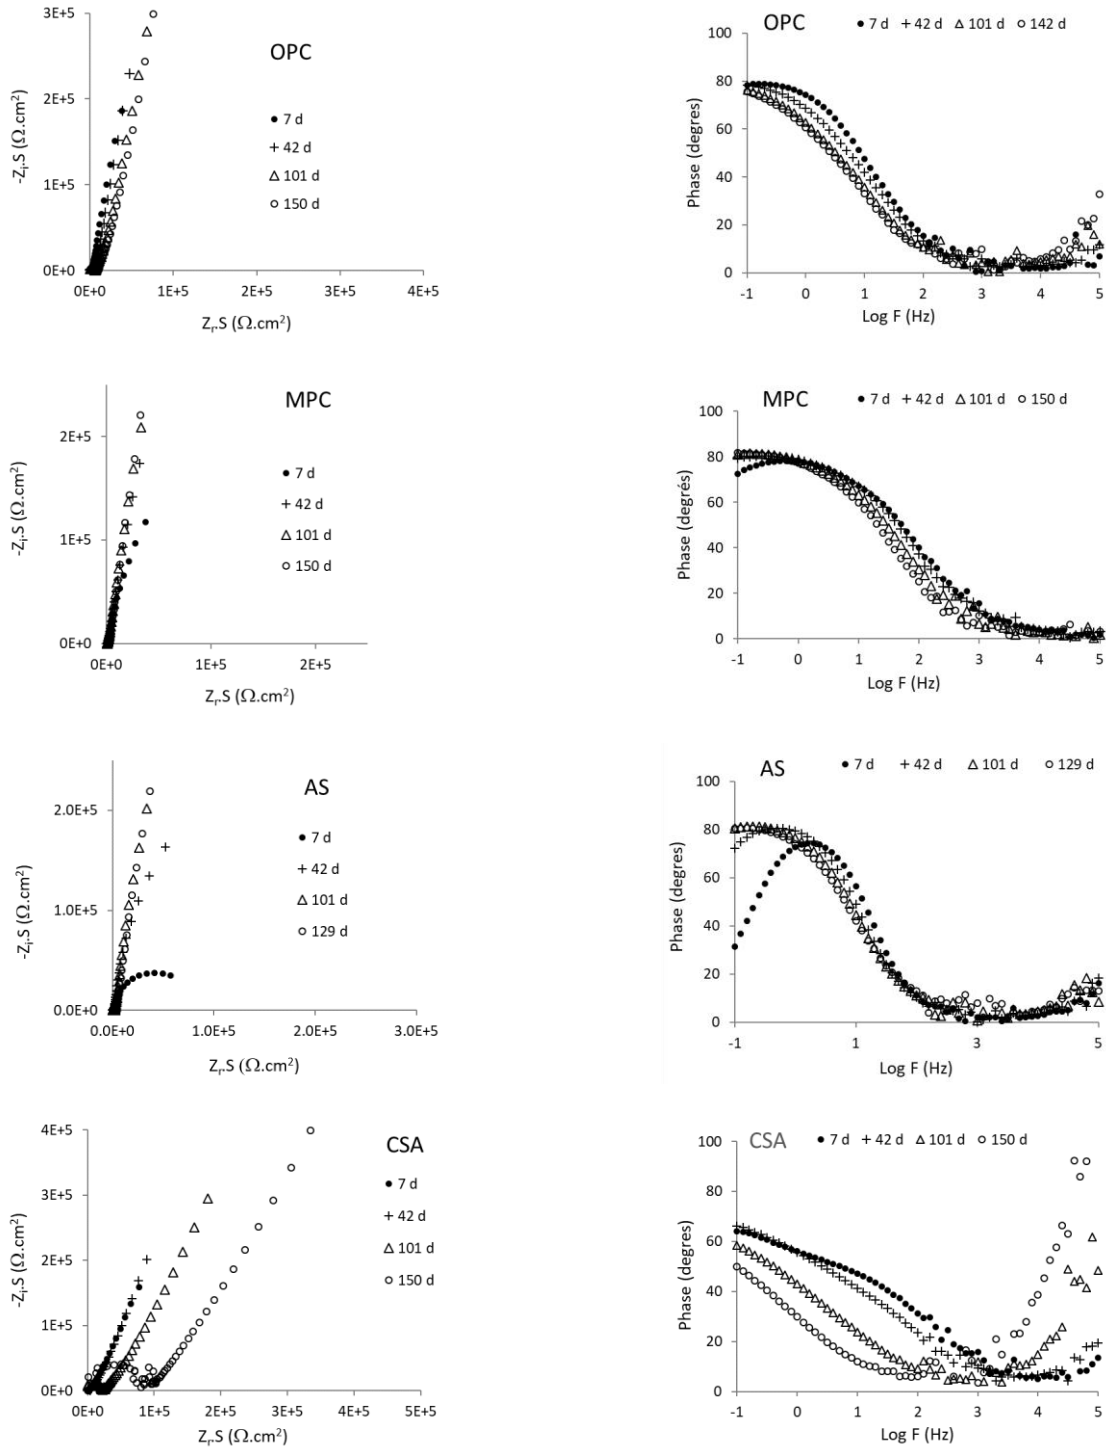 OPC
-Zi.S (Ω.cm²)
3E+5
2E+5
1E+5
0E+0
7 d
42 d
101 d
150 d
0E+0 1E+5 2E+5 3E+5 4E+5
Zr.S (Ω.cm²)
OPC
7 d 42 d 101 d 142 d
Phase (degres)
100
80
60
40
20
0
-1 0 1 2 3 4 5
Log F (Hz)
MPC
-Zi.S (Ω.cm²)
2E+5
1E+5
0E+0
7 d
42 d
101 d
150 d
0E+0 1E+5 2E+5
Zr.S (Ω.cm²)
MPC
7 d 42 d 101 d 150 d
Phase (degrés)
100
80
60
40
20
0
-1 0 1 2 3 4 5
Log F (Hz)
AS
-Zi.S (Ω.cm²)
2.0E+5
1.0E+5
0.0E+0
7 d
42 d
101 d
129 d
0.0E+0 1.0E+5 2.0E+5 3.0E+5
Zr.S (Ω.cm²)
AS
7 d 42 d 101 d 129 d
Phase (degres)
100
80
60
40
20
0
-1 1 3 5
Log F (Hz)
CSA
-Zi.S (Ω.cm²)
4E+5
3E+5
2E+5
1E+5
0E+0
7 d
42 d
101 d
150 d
0E+0 1E+5 2E+5 3E+5 4E+5 5E+5
Zr.S (Ω.cm²)
CSA
7 d 42 d 101 d 150 d
Phase (degres)
100
80
60
40
20
0
-1 0 1 2 3 4 5
Log F (Hz)